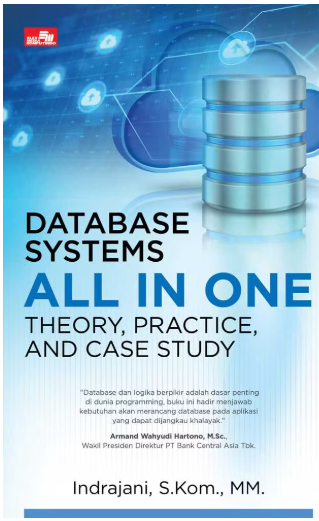 DATABASE
SYSTEMS
ALL IN ONE
THEORY, PRACTICE,
AND CASE STUDY
"Database dan logika berpikir adalah dasar penting
di dunia programming, buku ini hadir menjawab
kebutuhan akan merancang database pada aplikasi
yang dapat dijangkau khalayak."
Armand Wahyudi Hartono, M.Sc.,
Wakil Presiden Direktur PT Bank Central Asia Tbk.
Indrajani, S.Kom., MM.